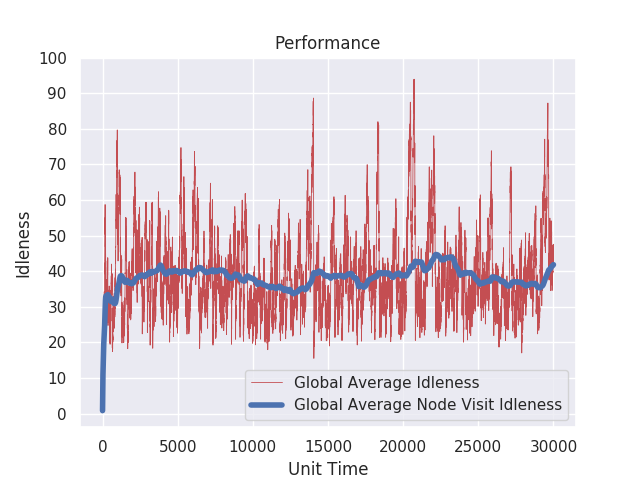 Performance
100
90
80
70
60
50
40
30
20
10
0
Idleness
Global Average Idleness
Global Average Node Visit Idleness
0 5000 10000 15000 20000 25000 30000
Unit Time